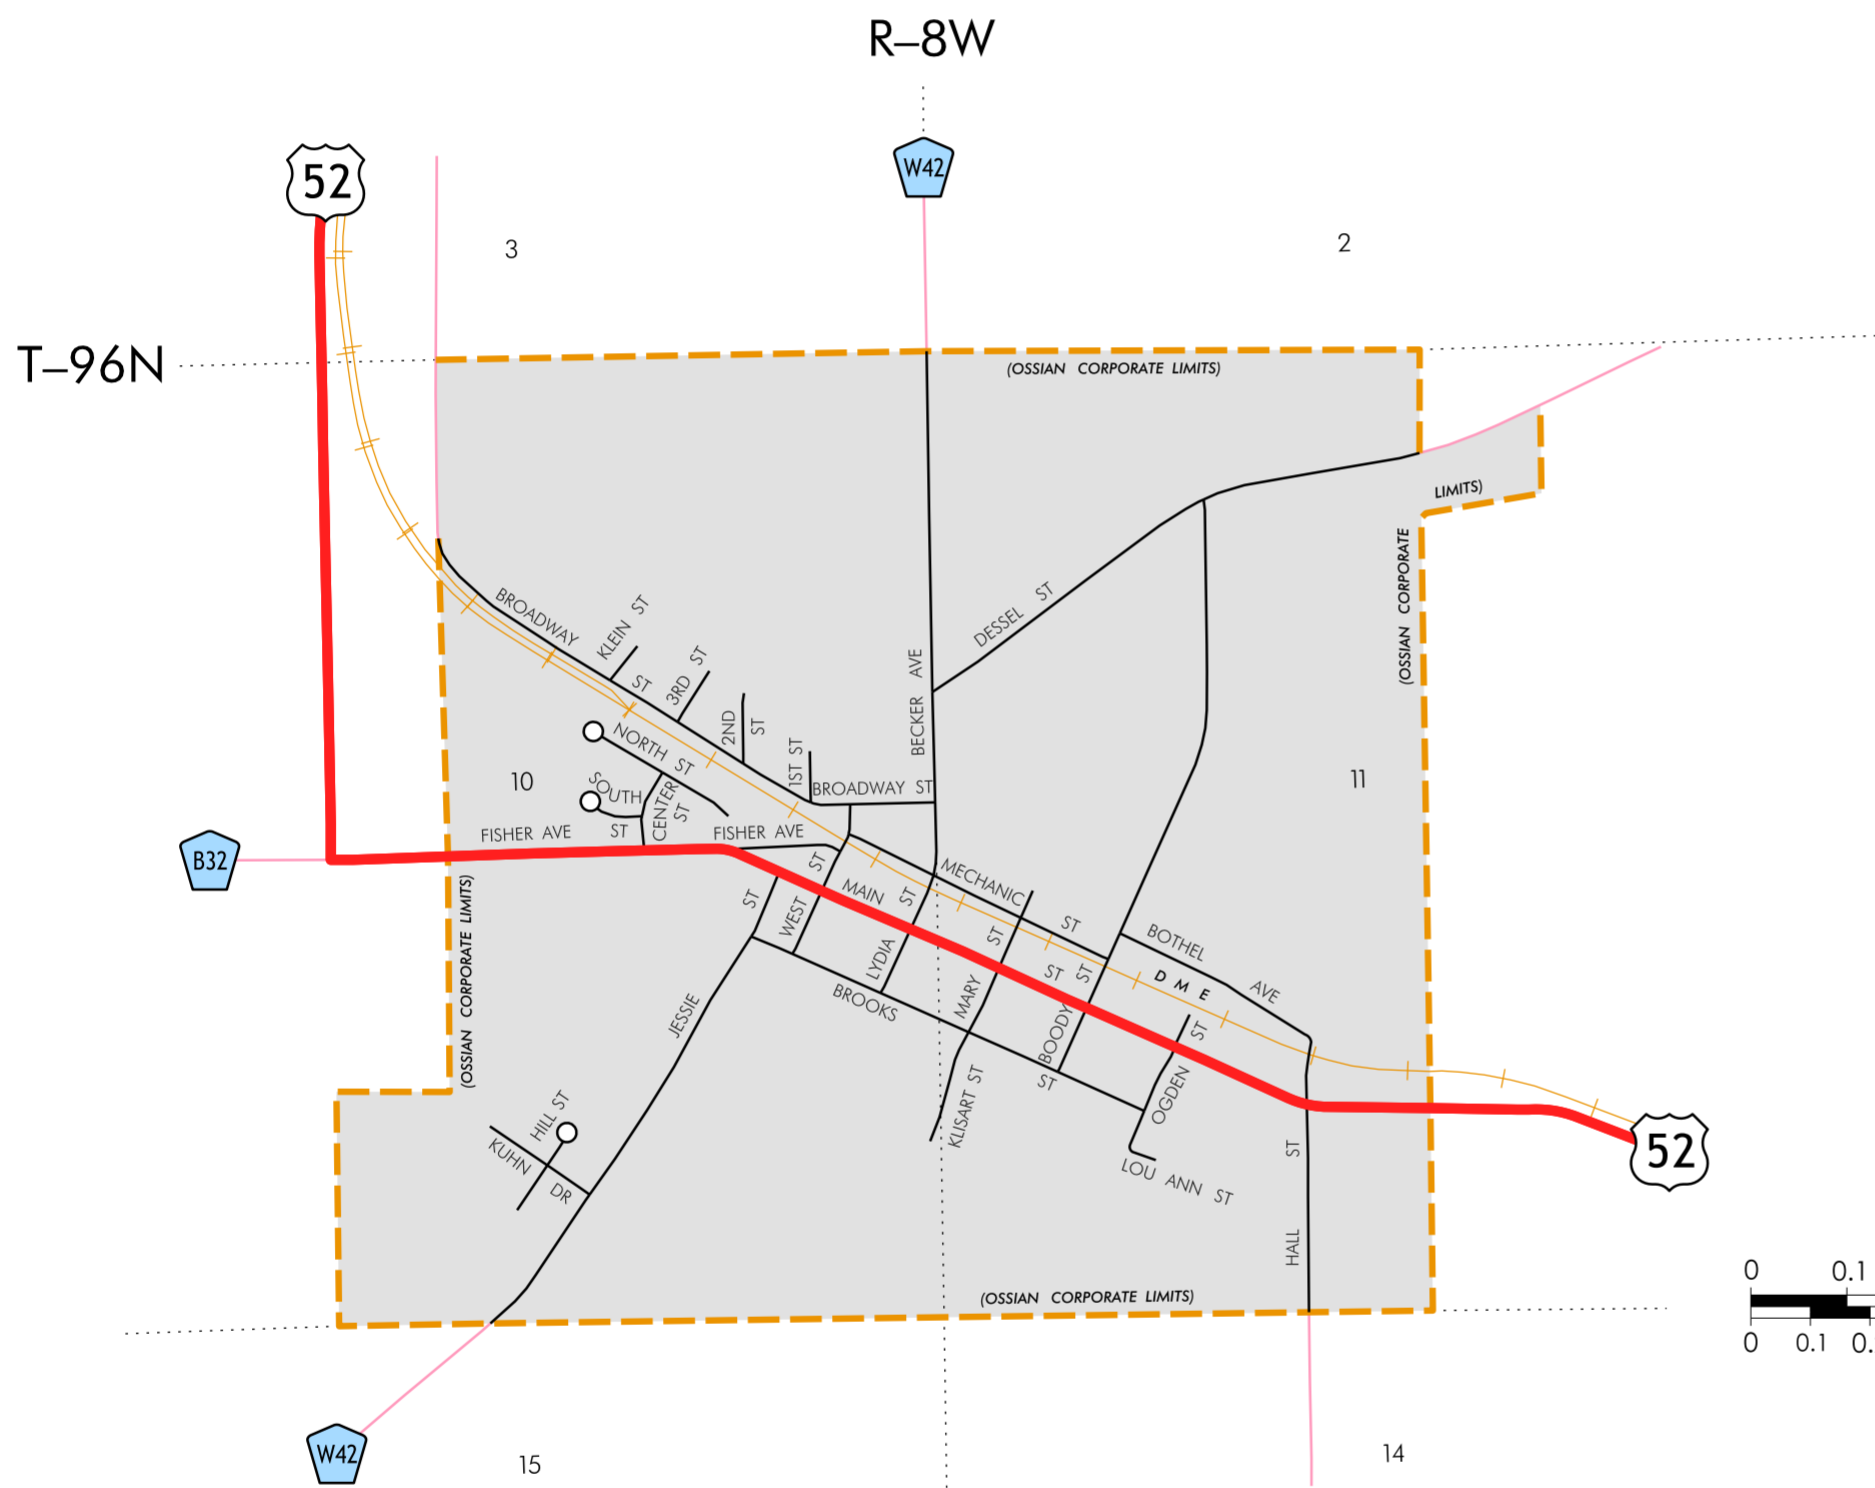 R–8W
52
W42
3
2
T–96N
(OSSIAN CORPORATE LIMITS)
LIMITS)
(OSSIAN CORPORATE
BROADWAY ST
KLEIN ST
3RD ST
2ND ST
1ST ST
BECKER AVE
DESSEL ST
NORTH ST
BROADWAY ST
10
11
SOUTH ST
CENTER ST
FISHER AVE
FISHER AVE
B32
MECHANIC ST
MAIN ST
WEST ST
LYDIA ST
MARY ST
BOODY ST
BOTHEL AVE
D M E
(OSSIAN CORPORATE LIMITS)
JESSIE ST
BROOKS ST
OGDEN ST
KLISART ST
HILL ST
KUHN DR
LOU ANN ST
HALL ST
52
(OSSIAN CORPORATE LIMITS)
0 0.1
0 0.1 0.
W42
15
14